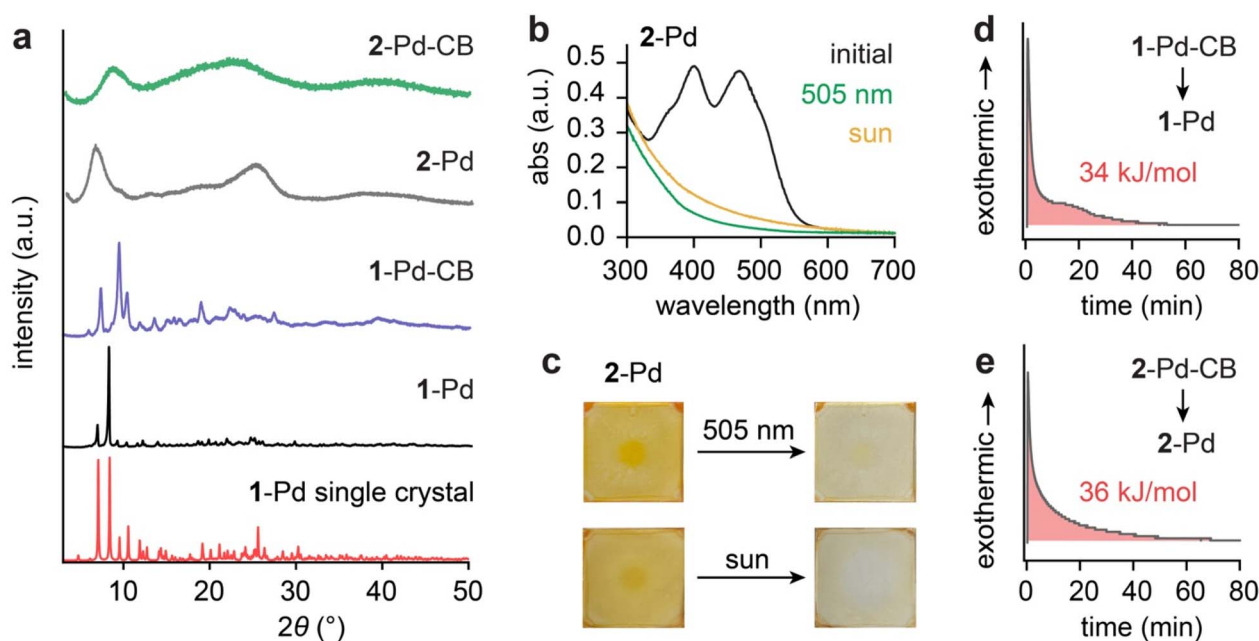 a
intensity (a.u.)
2-Pd-CB
2-Pd
1-Pd-CB
1-Pd
1-Pd single crystal
10
20
30
40
50
2θ (°)
b
2-Pd
initial
505 nm
sun
abs (a.u.)
0.5
0.4
0.3
0.2
0.1
0.0
300
400
500
600
700
wavelength (nm)
c
2-Pd
505 nm
sun
d
1-Pd-CB
1-Pd
34 kJ/mol
exothermic
0
20
40
60
80
time (min)
e
2-Pd-CB
2-Pd
36 kJ/mol
exothermic
0
20
40
60
80
time (min)